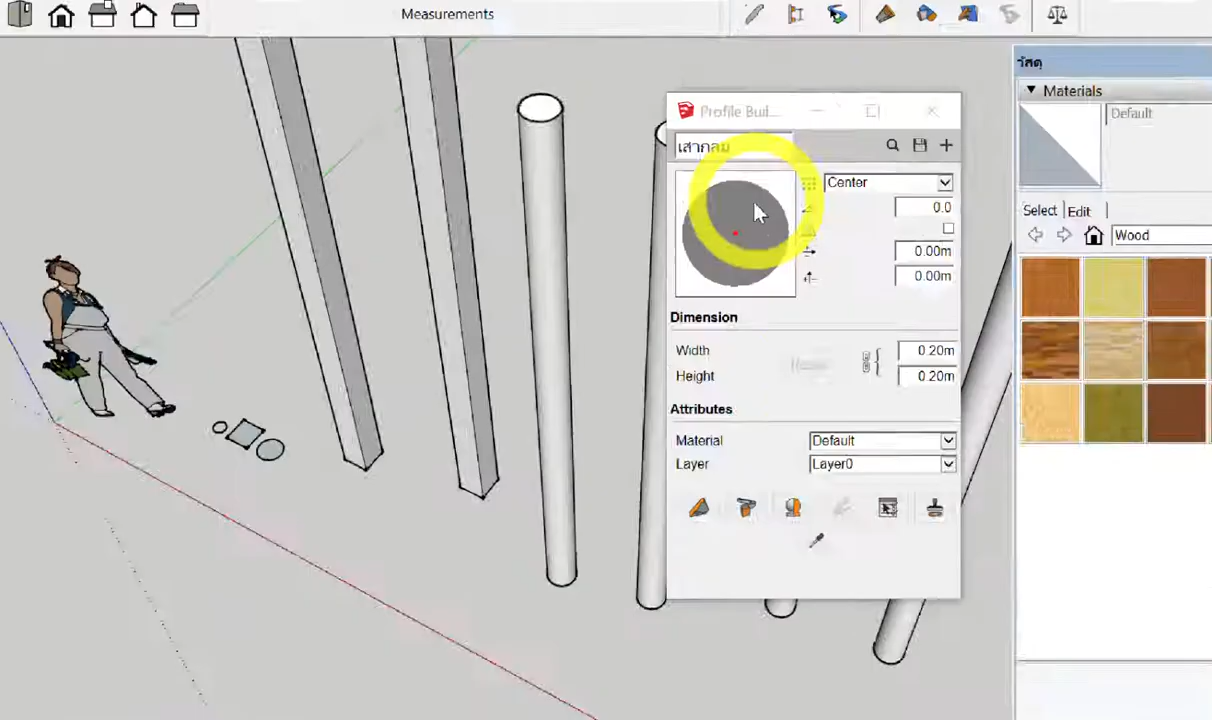 Measurements
วัสดุ
Materials
Default
Profile Buil...
เสากลม
Center
0.0
0.00m
0.00m
Select Edit
Wood
Dimension
Width 0.20m
Height 0.20m
Attributes
Material Default
Layer Layer0